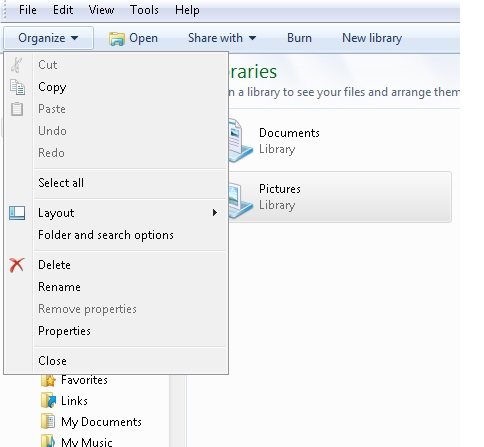 File Edit View Tools Help
Organize Open Share with Burn New library
Cut
Copy
Paste
Undo
Redo
Select all
Layout
Folder and search options
Delete
Rename
Remove properties
Properties
Close
raries
n a library to see your files and arrange them
Documents
Library
Pictures
Library
Favorites
Links
My Documents
My Music